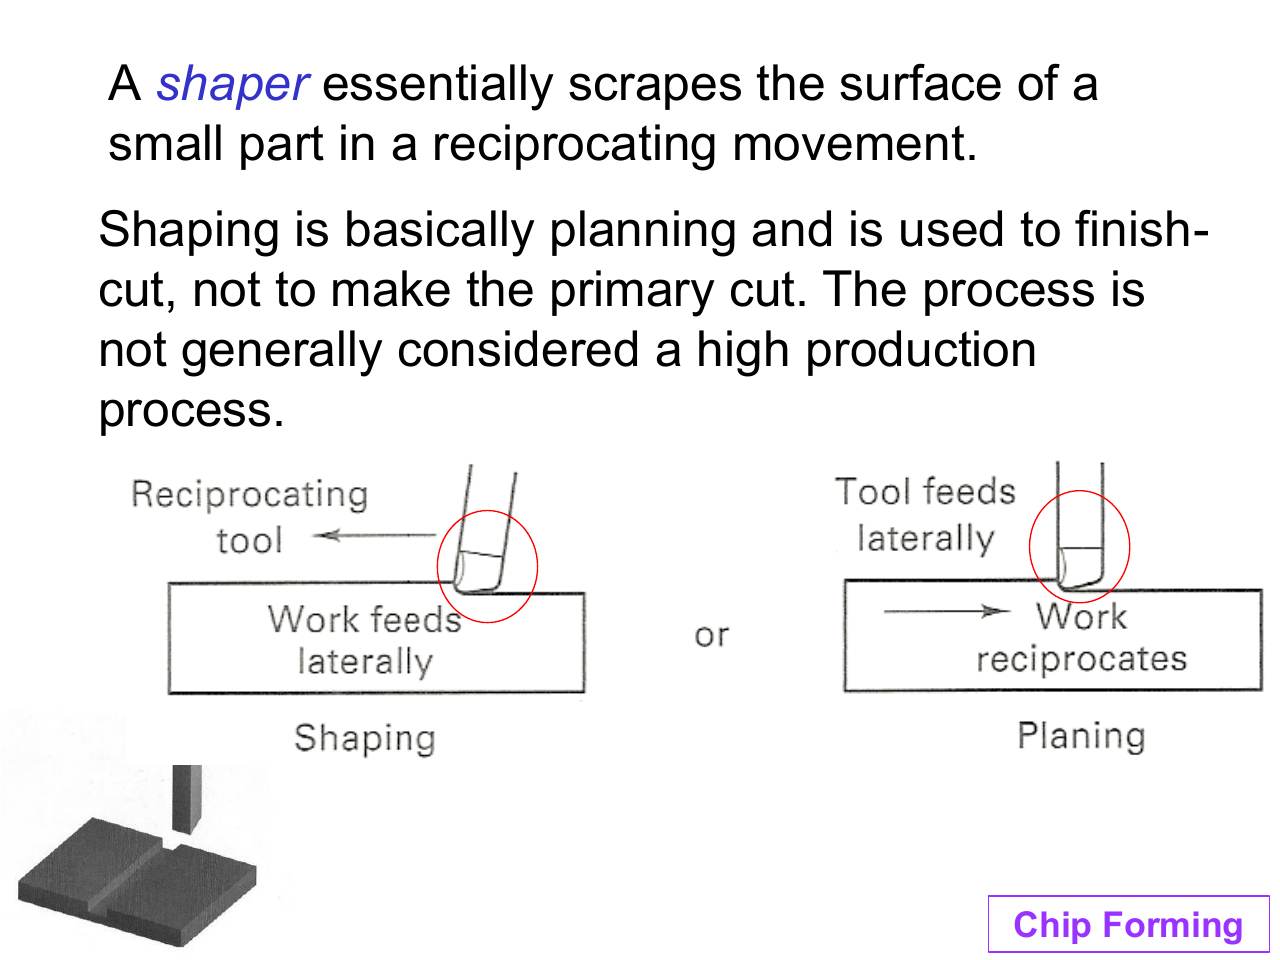 A shaper essentially scrapes the surface of a
small part in a reciprocating movement.
Shaping is basically planning and is used to finish-
cut, not to make the primary cut. The process is
not generally considered a high production
process.
Reciprocating
tool
Work feeds
laterally
Shaping
or
Tool feeds
laterally
Work
reciprocates
Planing
Chip Forming